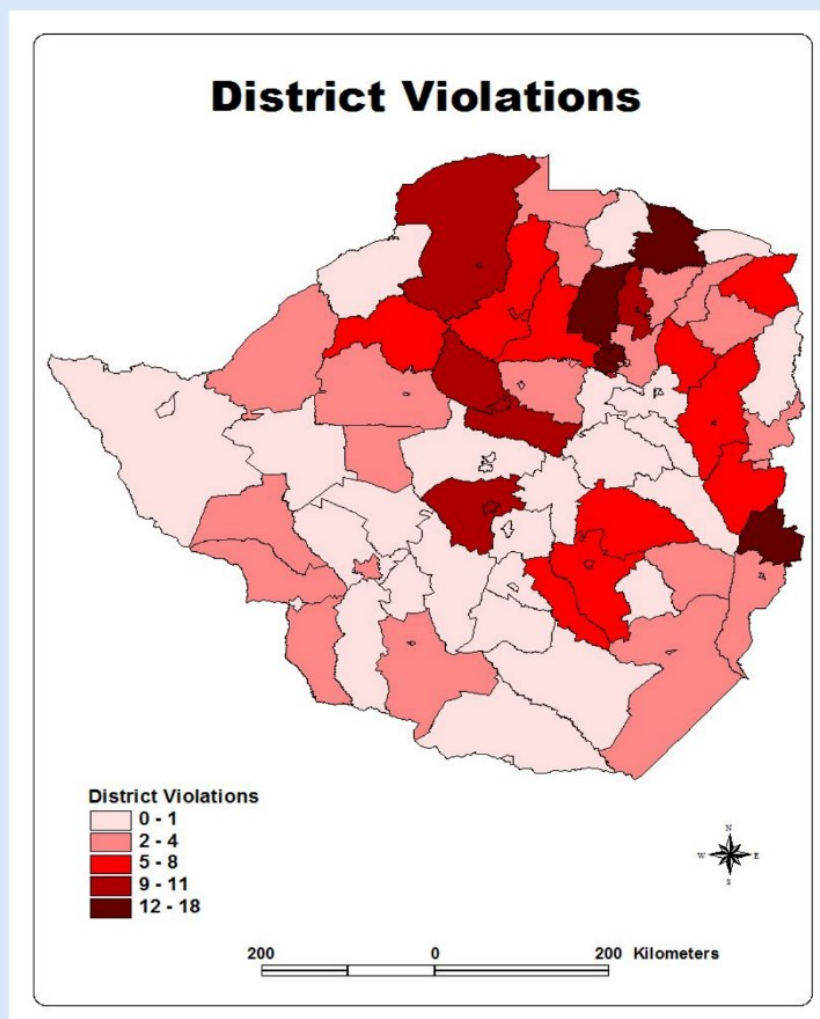 District Violations
District Violations
0 - 1
2 - 4
5 - 8
9 - 11
12 - 18
N
W E
S
200 0 200 Kilometers